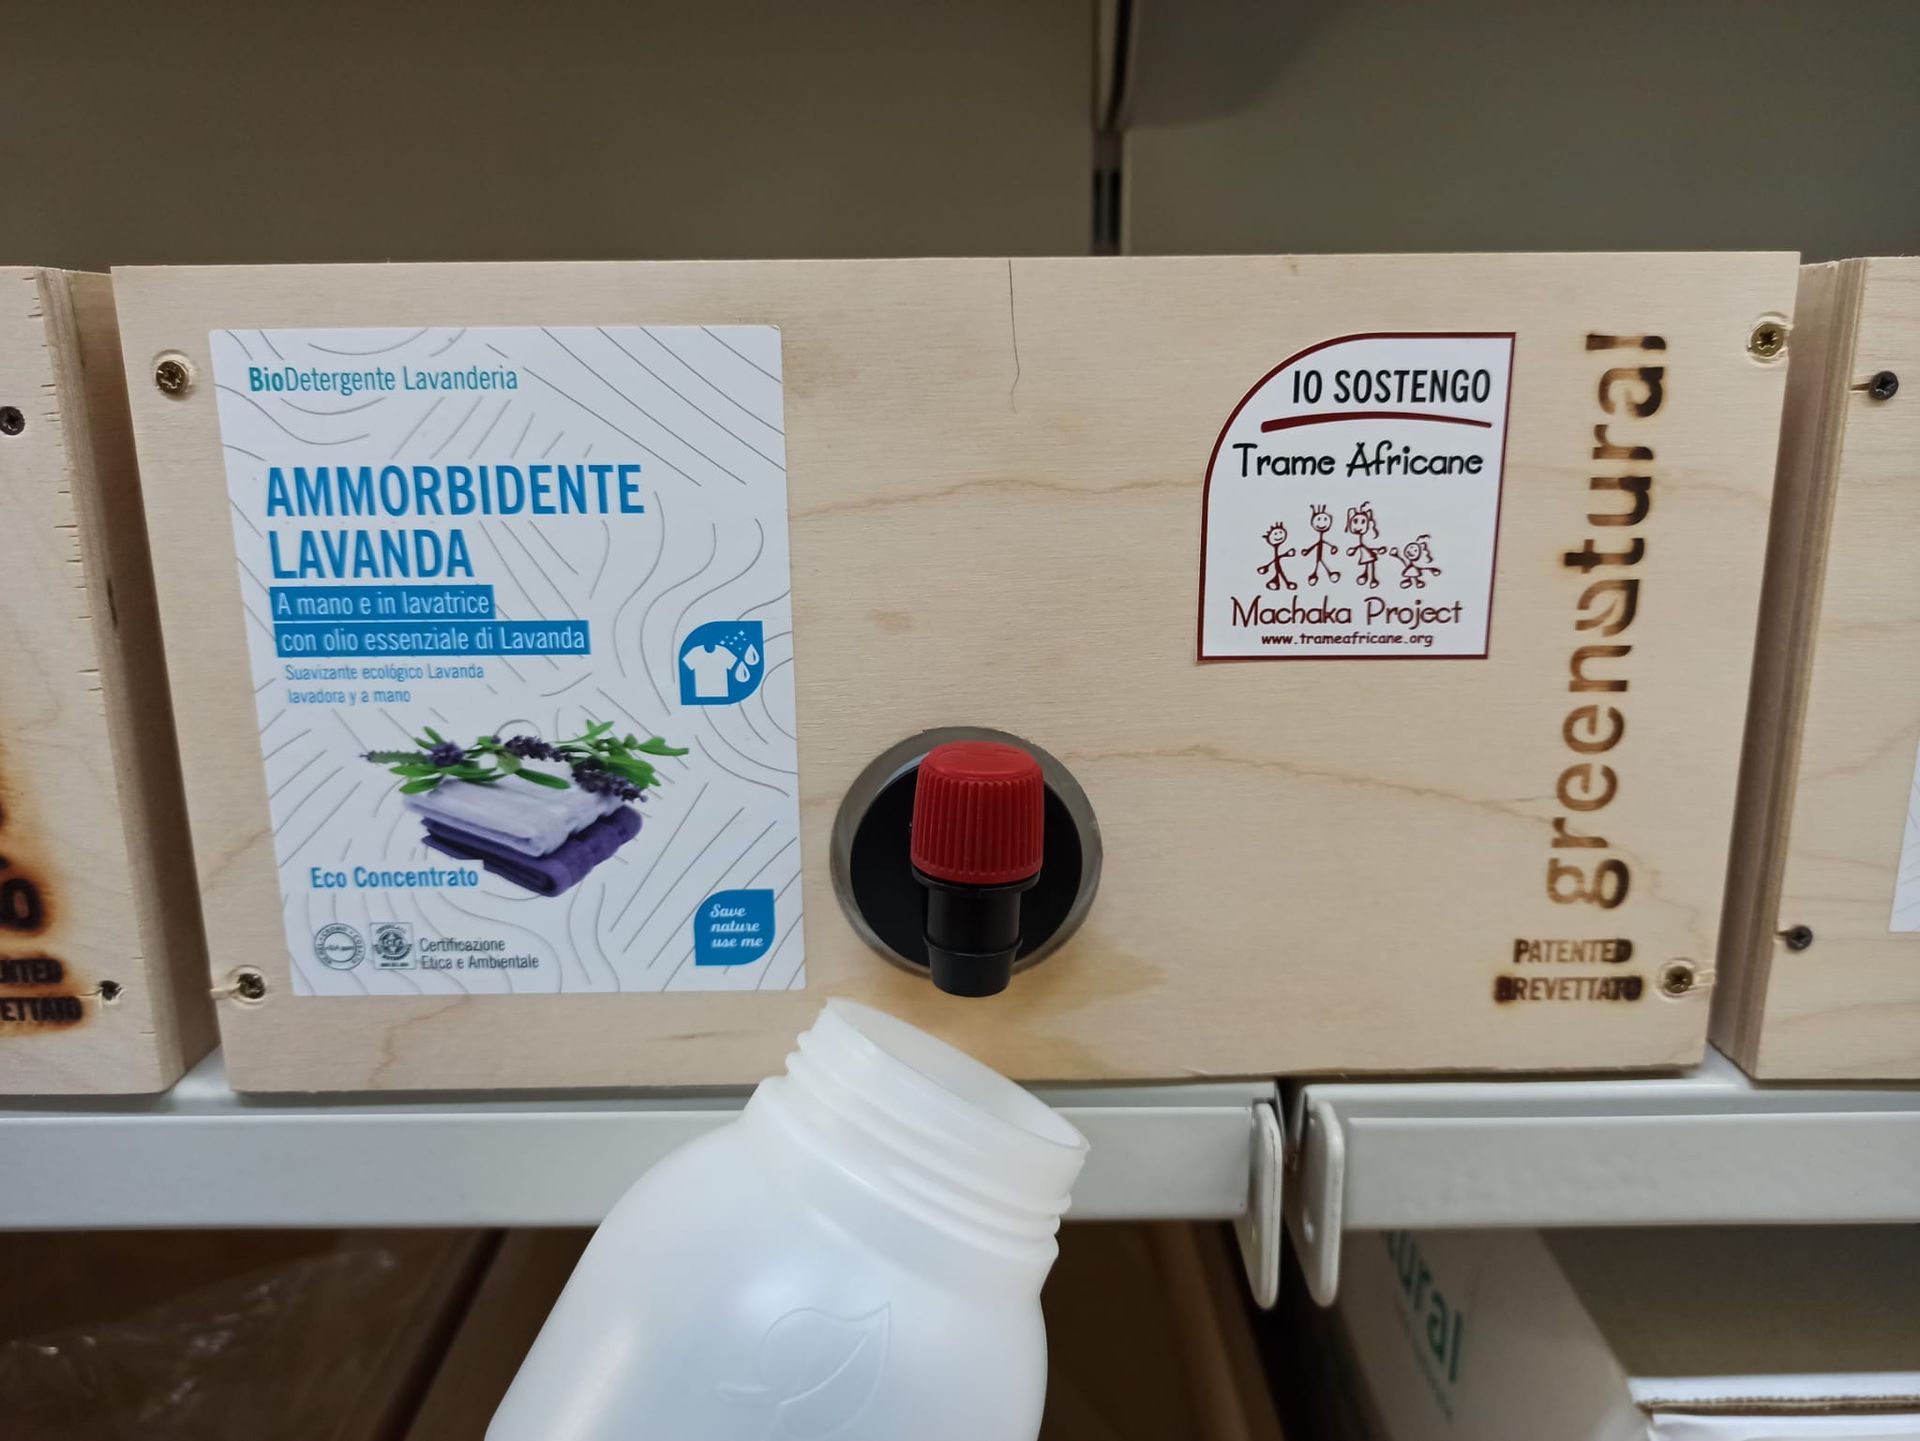 BioDetergente Lavanderia
AMMORBIDENTE
LAVANDA
A mano e in lavatrice
con olio essenziale di Lavanda
Suavizante ecológico Lavanda
lavadora y a mano
Eco Concentrato
Certificazione
Etica e Ambientale
Save
nature
use me
IO SOSTENGO
Trame Africane
Machaka Project
www.trameafricane.org
greenatural
PATENTED
BREVETTATO